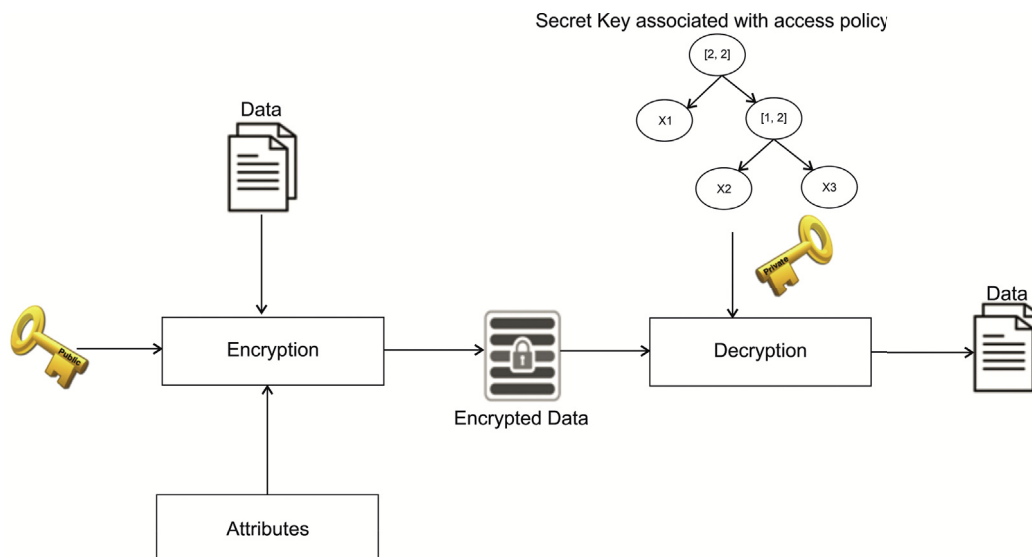 Secret Key associated with access policy
[2, 2]
X1
[1, 2]
X2
X3
Data
Private
Public
Encryption
Encrypted Data
Decryption
Data
Attributes